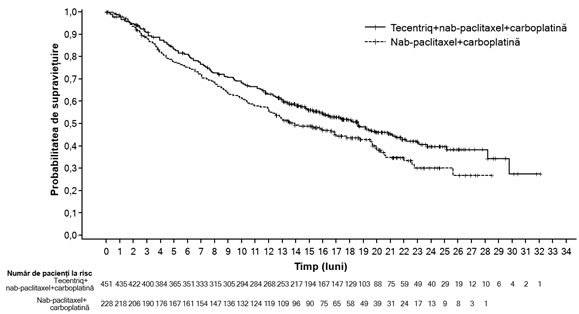 1,0
0,9
0,8
0,7
0,6
0,5
0,4
0,3
0,2
0,1
0,0
Probabilitatea de supraviețuire
Tecentriq+nab-paclitaxel+carboplatină
Nab-paclitaxel+carboplatină
0 1 2 3 4 5 6 7 8 9 10 11 12 13 14 15 16 17 18 19 20 21 22 23 24 25 26 27 28 29 30 31 32 33 34
Timp (luni)
Număr de pacienți la risc
Tecentriq+
nab-paclitaxel+carboplatină
451 435 422 400 384 365 351 333 315 305 294 284 268 253 217 194 167 147 129 103 88 75 59 49 40 29 19 12 10 6 4 2 1
Nab-paclitaxel+
carboplatină
228 218 206 190 176 167 161 154 147 136 132 124 119 109 96 90 75 65 58 49 39 31 24 17 13 9 8 3 1